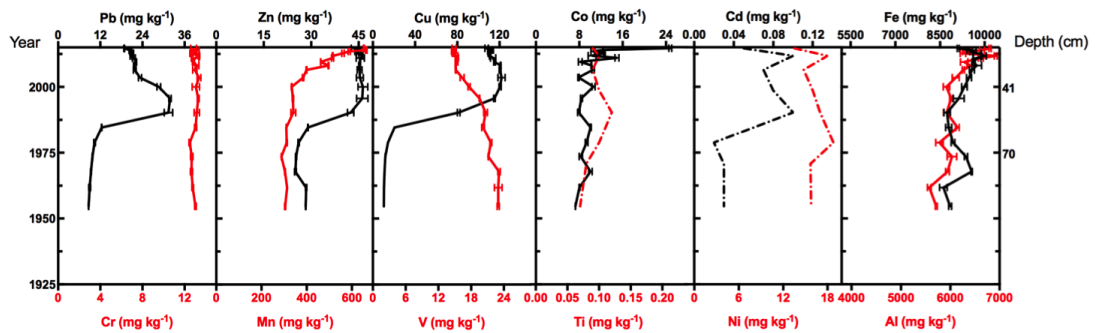 Pb (mg kg⁻¹) Zn (mg kg⁻¹) Cu (mg kg⁻¹) Co (mg kg⁻¹) Cd (mg kg⁻¹) Fe (mg kg⁻¹)
Year 0 12 24 36 0 15 30 45 0 40 80 120 0 8 16 24 0.00 0.04 0.08 0.12 5500 8500 10000 Depth (cm)
2000 41
1975 70
1950
1925
0 4 8 12 0 200 400 600 0 6 12 18 24 0.00 0.05 0.10 0.15 0.20 0.00 6 12 18 4000 5000 6000 7000
Cr (mg kg⁻¹) Mn (mg kg⁻¹) V (mg kg⁻¹) Ti (mg kg⁻¹) Ni (mg kg⁻¹) Al (mg kg⁻¹)